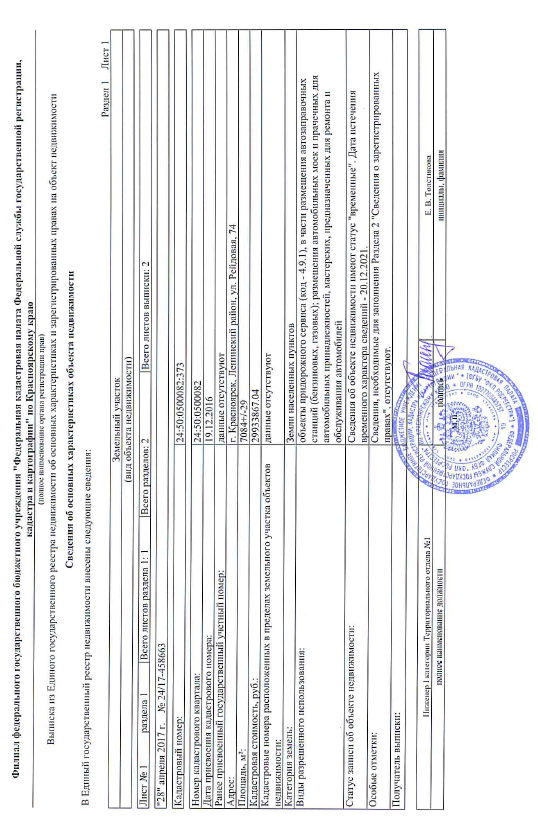 Филиал федерального государственного бюджетного учреждения "Федеральная кадастровая палата Федеральной службы государственной регистрации,
кадастра и картографии" по Красноярскому краю
(полное наименование органа регистрации прав)
Выписка из Единого государственного реестра недвижимости об основных характеристиках и зарегистрированных правах на объект недвижимости
Сведения об основных характеристиках объекта недвижимости
В Единый государственный реестр недвижимости внесены следующие сведения:
Раздел 1 Лист 1
Земельный участок
(вид объекта недвижимости)
Лист № 1 раздела 1 Всего листов раздела 1: 1 Всего разделов: 2 Всего листов выписки: 2
"28" апреля 2017 г. № 24/17-458663
Кадастровый номер: 24:50:0500082:373
Номер кадастрового квартала: 24:50:0500082
Дата присвоения кадастрового номера: 19.12.2016
Ранее присвоенный государственный учетный номер: данные отсутствуют
Адрес: г. Красноярск, Ленинский район, ул. Рейдовая, 74
Площадь, м²: 7084+/-29
Кадастровая стоимость, руб.: 29933867.04
Кадастровые номера расположенных в пределах земельного участка объектов данные отсутствуют
недвижимости:
Категория земель: Земли населенных пунктов
Виды разрешенного использования: объекты придорожного сервиса (код - 4.9.1), в части размещения автозаправочных
станций (бензиновых, газовых); размещения автомобильных моек и прачечных для
автомобильных принадлежностей, мастерских, предназначенных для ремонта и
обслуживания автомобилей
Статус записи об объекте недвижимости: Сведения об объекте недвижимости имеют статус "временные". Дата истечения
временного характера сведений - 20.12.2021.
Особые отметки: Сведения, необходимые для заполнения Раздела 2 "Сведения о зарегистрированных
правах", отсутствуют.
Получатель выписки:
Инженер I категории Территориального отдела №1 Е. В. Толстикова
полное наименование должности подпись инициалы, фамилия
М.П.